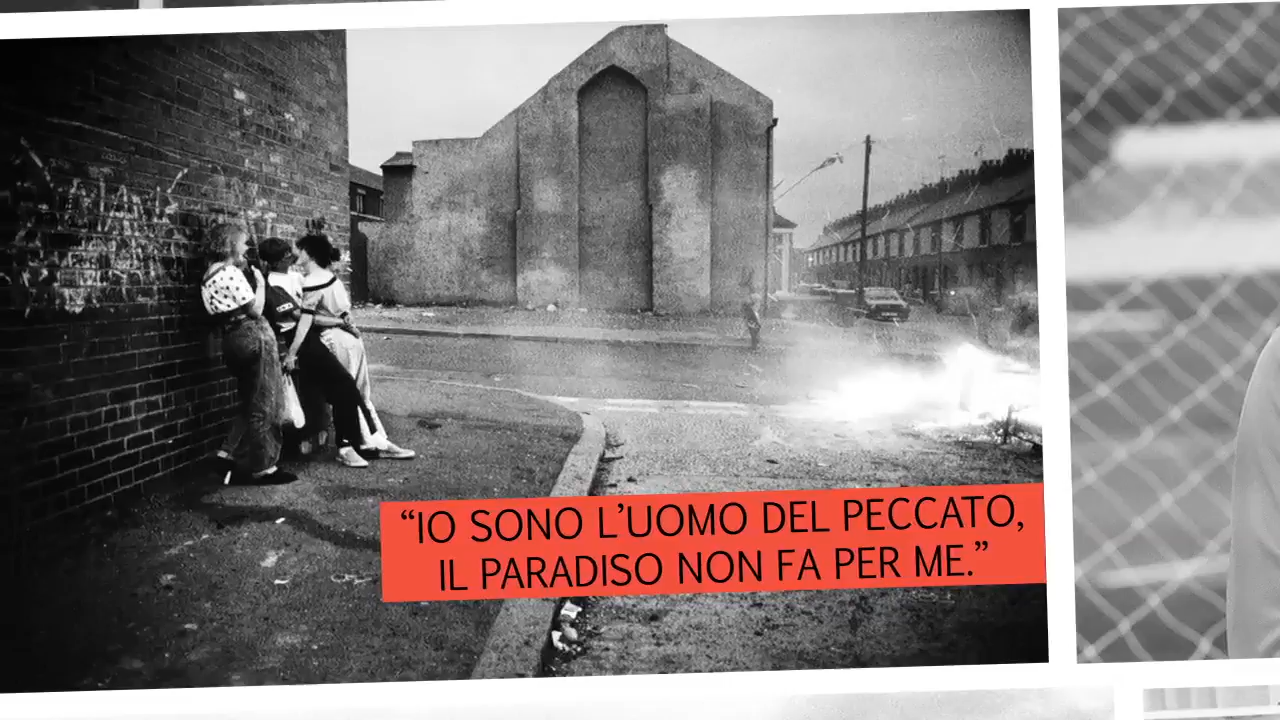 “IO SONO L’UOMO DEL PECCATO,
IL PARADISO NON FA PER ME.”